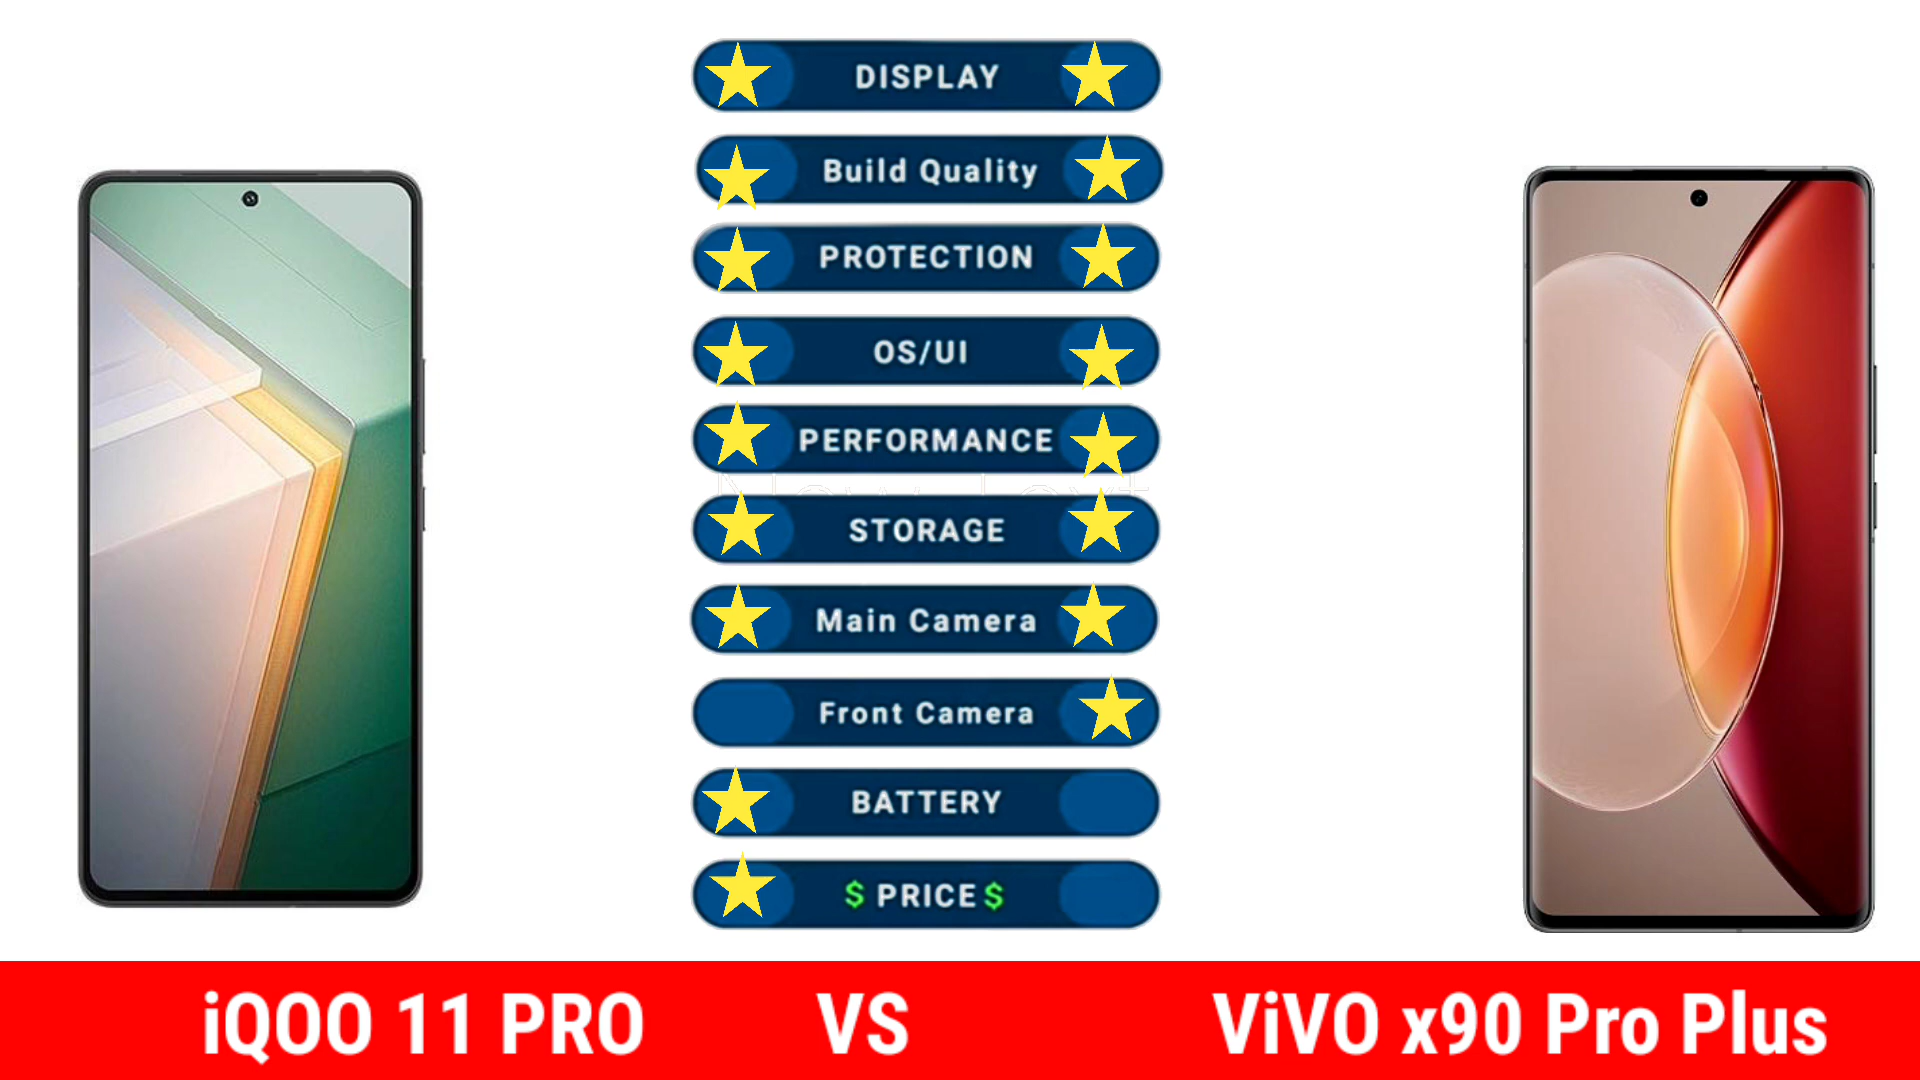 DISPLAY
Build Quality
PROTECTION
OS/UI
PERFORMANCE
STORAGE
Main Camera
Front Camera
BATTERY
$ PRICE $
iQOO 11 PRO VS ViVO x90 Pro Plus